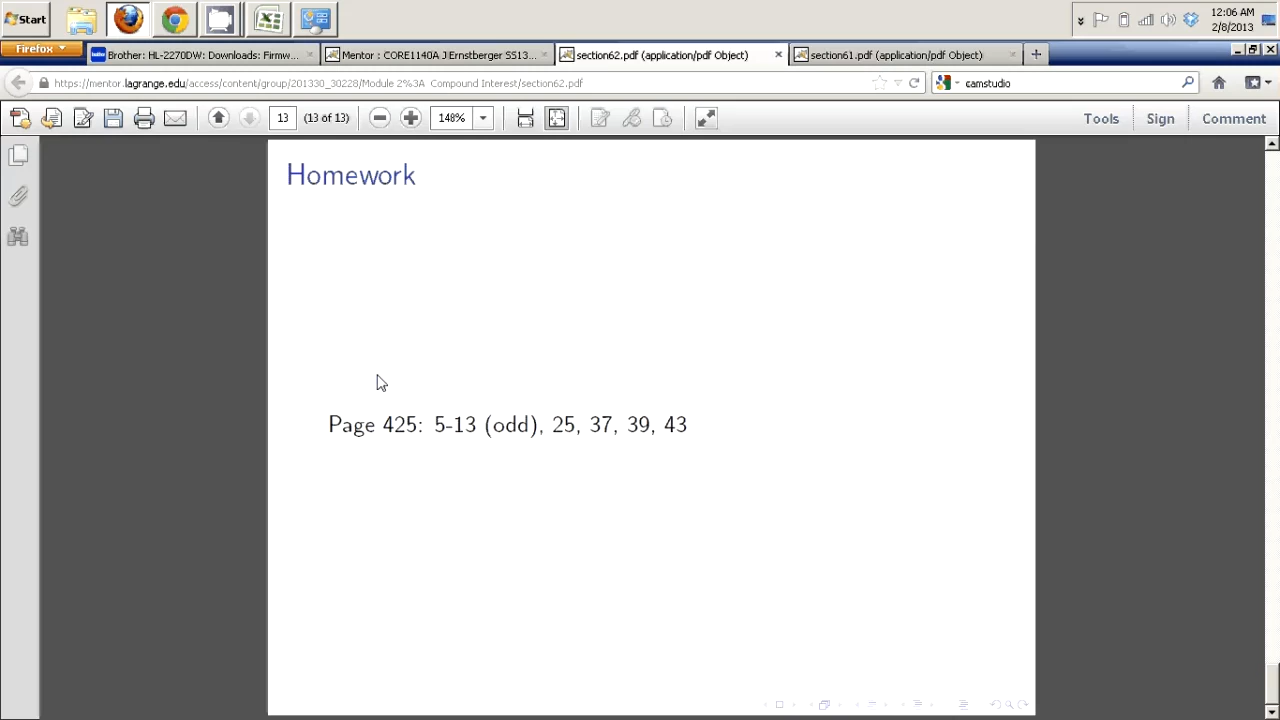 Start
12:06 AM
2/8/2013
Firefox
Brother: HL-2270DW: Downloads: Firmw...
Mentor : CORE1140A J Ernstberger SS13...
section62.pdf (application/pdf Object)
section61.pdf (application/pdf Object)
https://mentor.lagrange.edu/access/content/group/201330_30228/Module 2%3A Compound Interest/section62.pdf
camstudio
13
(13 of 13)
148%
Tools
Sign
Comment
Homework
Page 425: 5-13 (odd), 25, 37, 39, 43